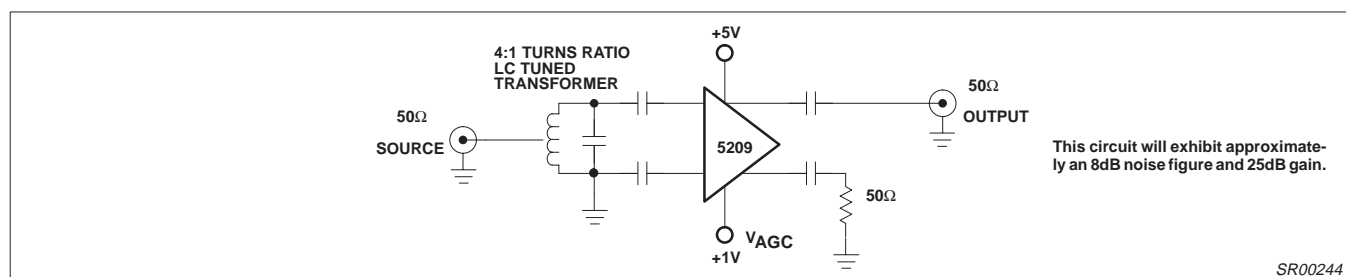 +5V
4:1 TURNS RATIO
LC TUNED
TRANSFORMER
50Ω
SOURCE
5209
50Ω
OUTPUT
This circuit will exhibit approximate-
ly an 8dB noise figure and 25dB gain.
50Ω
VAGC
+1V
SR00244